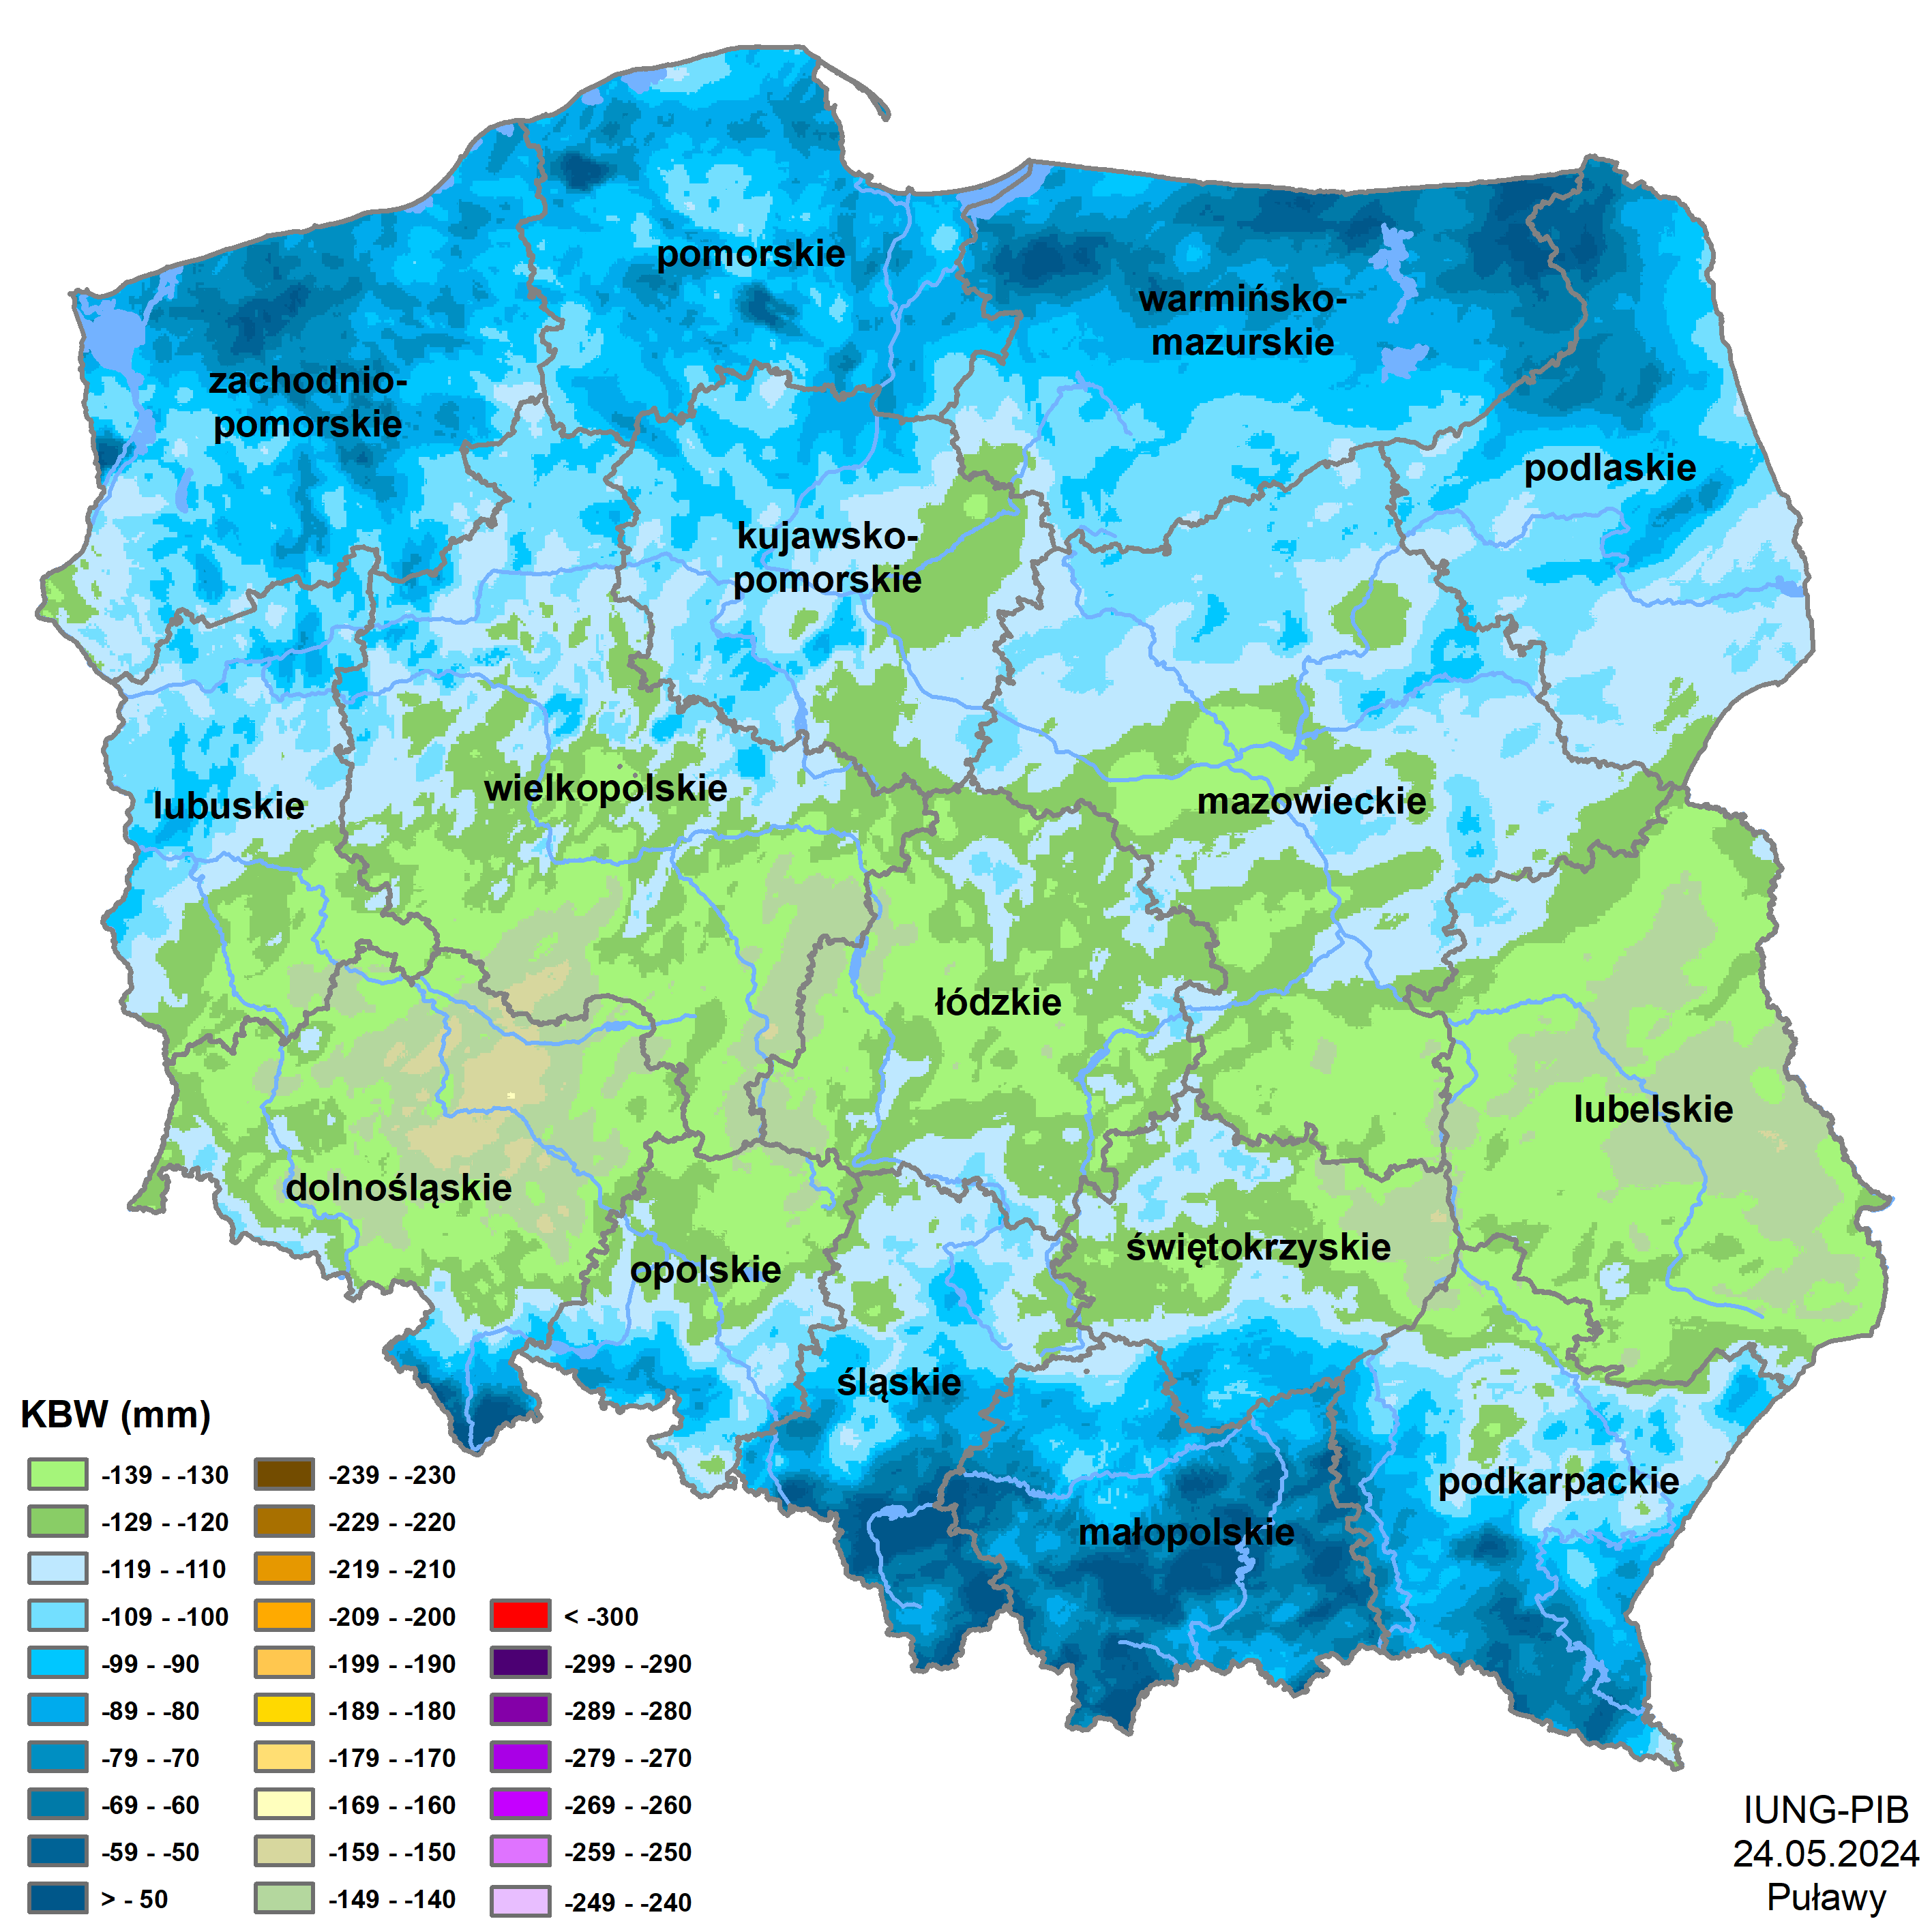 pomorskie
warmińsko-
mazurskie
zachodnio-
pomorskie
podlaskie
kujawsko-
pomorskie
lubuskie
wielkopolskie
mazowieckie
łódzkie
lubelskie
dolnośląskie
świętokrzyskie
opolskie
śląskie
podkarpackie
małopolskie
KBW (mm)
-139 - -130
-129 - -120
-119 - -110
-109 - -100
-99 - -90
-89 - -80
-79 - -70
-69 - -60
-59 - -50
> - 50
-239 - -230
-229 - -220
-219 - -210
-209 - -200
-199 - -190
-189 - -180
-179 - -170
-169 - -160
-159 - -150
-149 - -140
< -300
-299 - -290
-289 - -280
-279 - -270
-269 - -260
-259 - -250
-249 - -240
IUNG-PIB
24.05.2024
Puławy